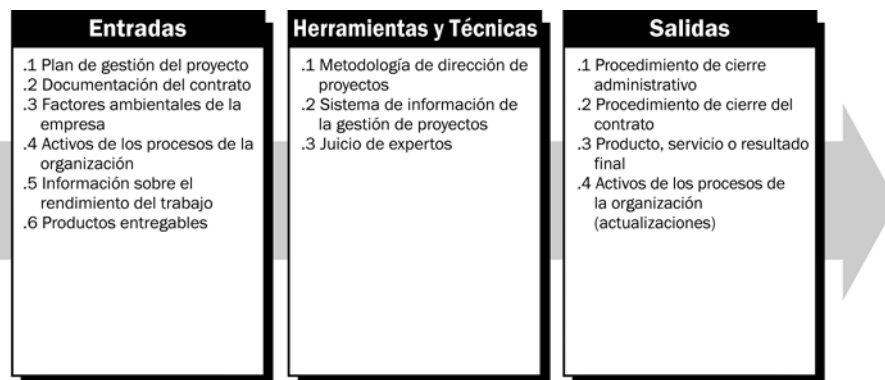 Entradas
.1 Plan de gestión del proyecto
.2 Documentación del contrato
.3 Factores ambientales de la
empresa
.4 Activos de los procesos de la
organización
.5 Información sobre el
rendimiento del trabajo
.6 Productos entregables
Herramientas y Técnicas
.1 Metodología de dirección de
proyectos
.2 Sistema de información de
la gestión de proyectos
.3 Juicio de expertos
Salidas
.1 Procedimiento de cierre
administrativo
.2 Procedimiento de cierre del
contrato
.3 Producto, servicio o resultado
final
.4 Activos de los procesos de
la organización
(actualizaciones)